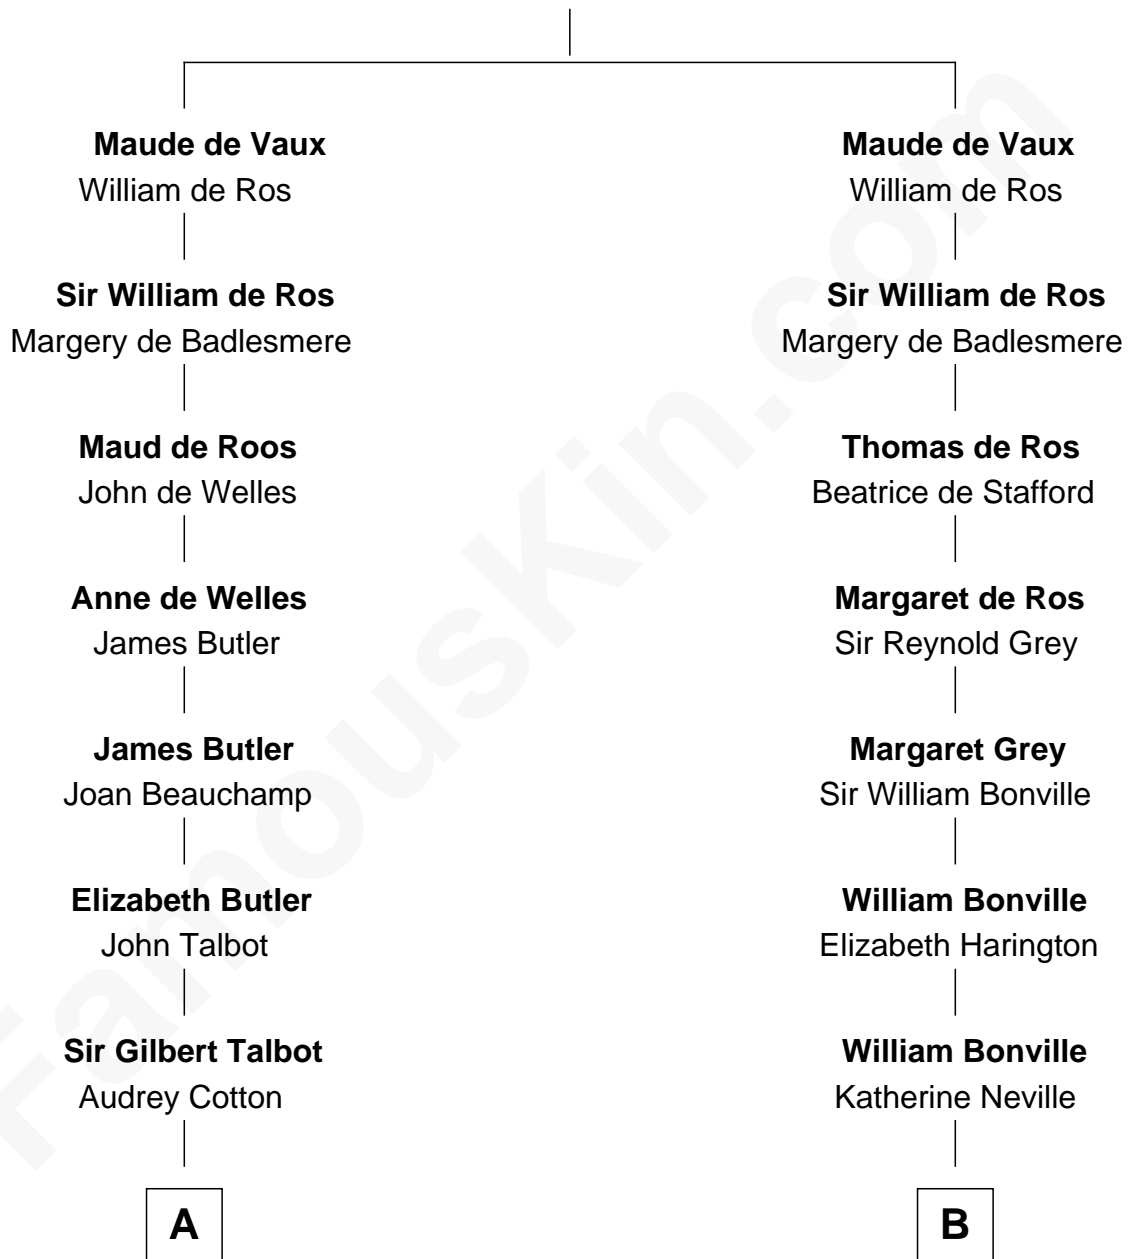 Maude de Vaux
William de Ros
Sir William de Ros
Margery de Badlesmere
Maud de Roos
John de Welles
Anne de Welles
James Butler
James Butler
Joan Beauchamp
Elizabeth Butler
John Talbot
Sir Gilbert Talbot
Audrey Cotton
A
Maude de Vaux
William de Ros
Sir William de Ros
Margery de Badlesmere
Thomas de Ros
Beatrice de Stafford
Margaret de Ros
Sir Reynold Grey
Margaret Grey
Sir William Bonville
William Bonville
Elizabeth Harington
William Bonville
Katherine Neville
B
FamousKin.com